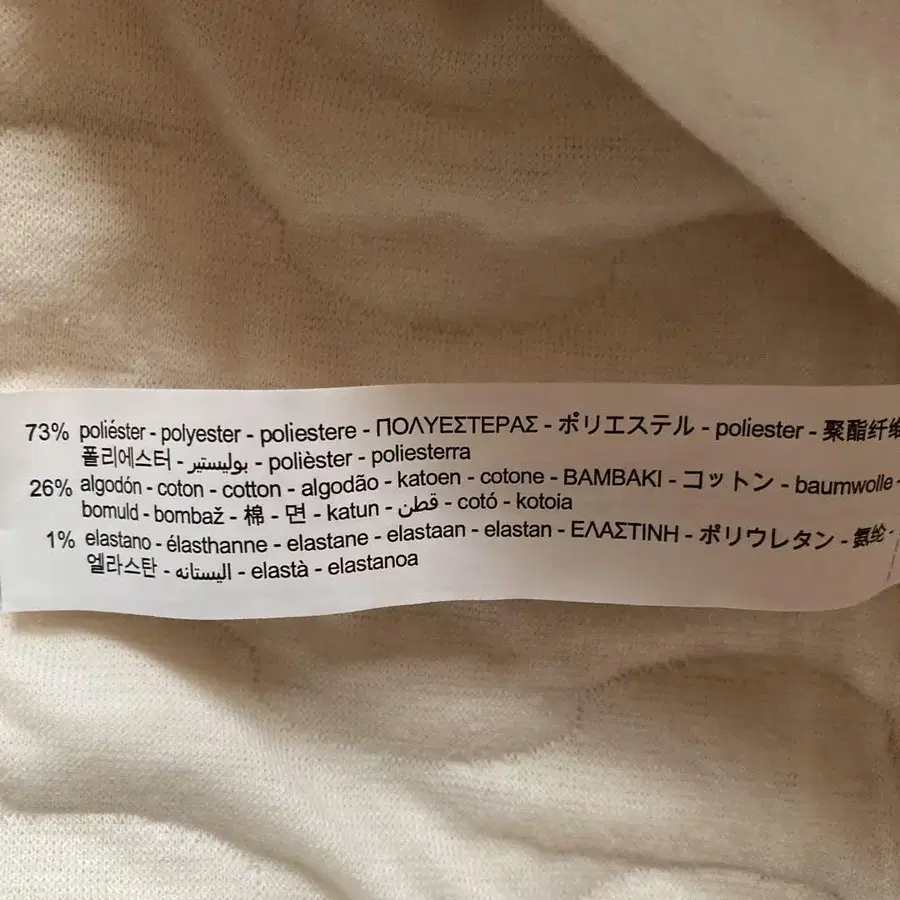 73% poliéster - polyester - poliestere - ΠΟΛΥΕΣΤΕΡΑΣ - ポリエステル - poliester - 聚酯纤维
폴리에스터 - بوليستير - polièster - poliesterra
26% algodón - coton - cotton - algodão - katoen - cotone - ΒΑΜΒΑΚΙ - コットン - baumwolle -
bomuld - bombaž - 棉 - 면 - katun - قطن - cotó - kotoia
1% elastano - élasthanne - elastane - elastaan - elastan - ΕΛΑΣΤΙΝΗ - ポリウレタン - 氨纶 -
엘라스탄 - اليستانه - elastà - elastanoa